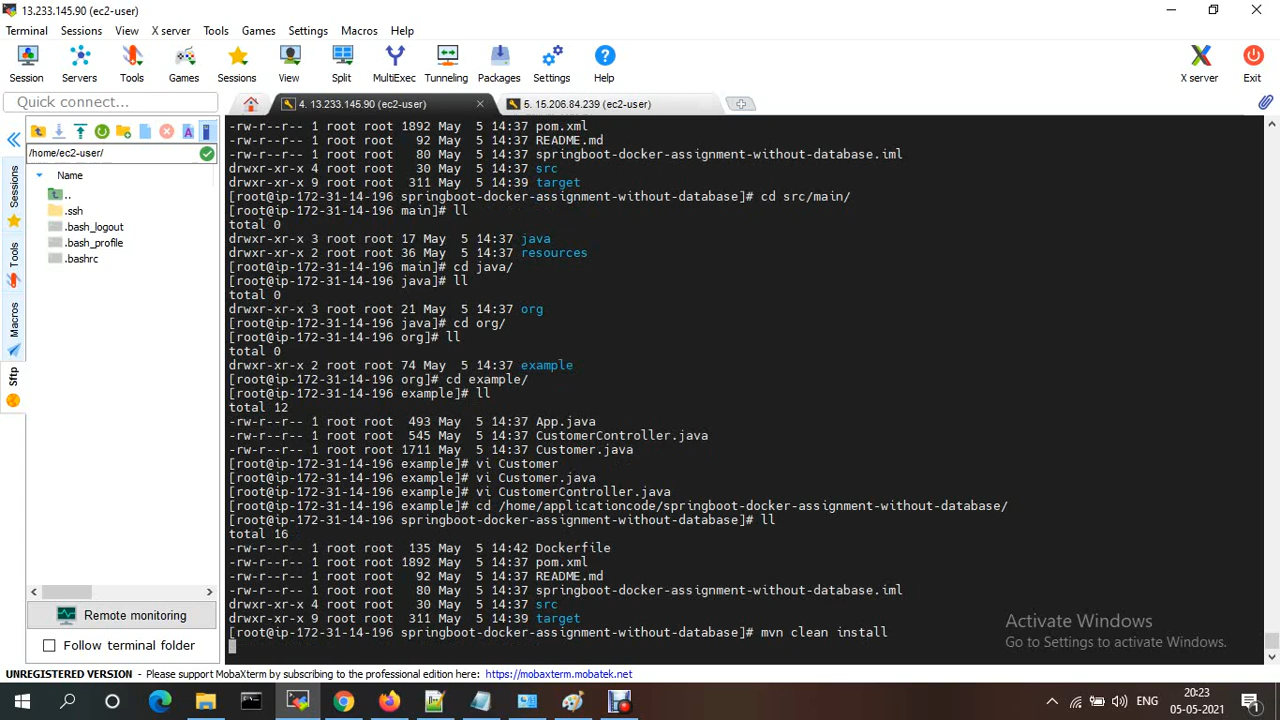 13.233.145.90 (ec2-user)
Terminal Sessions View X server Tools Games Settings Macros Help
Session Servers Tools Games Sessions View Split MultiExec Tunneling Packages Settings Help X server Exit
Quick connect...
4. 13.233.145.90 (ec2-user)
5. 15.206.84.239 (ec2-user)
/home/ec2-user/
Name
..
.ssh
.bash_logout
.bash_profile
.bashrc
Sessions
Tools
Macros
Sftp
Remote monitoring
Follow terminal folder
-rw-r--r-- 1 root root 1892 May  5 14:37 pom.xml
-rw-r--r-- 1 root root   92 May  5 14:37 README.md
-rw-r--r-- 1 root root   80 May  5 14:37 springboot-docker-assignment-without-database.iml
drwxr-xr-x 4 root root   30 May  5 14:37 src
drwxr-xr-x 9 root root  311 May  5 14:39 target
[root@ip-172-31-14-196 springboot-docker-assignment-without-database]# cd src/main/
[root@ip-172-31-14-196 main]# ll
total 0
drwxr-xr-x 3 root root 17 May  5 14:37 java
drwxr-xr-x 2 root root 36 May  5 14:37 resources
[root@ip-172-31-14-196 main]# cd java/
[root@ip-172-31-14-196 java]# ll
total 0
drwxr-xr-x 3 root root 21 May  5 14:37 org
[root@ip-172-31-14-196 java]# cd org/
[root@ip-172-31-14-196 org]# ll
total 0
drwxr-xr-x 2 root root 74 May  5 14:37 example
[root@ip-172-31-14-196 org]# cd example/
[root@ip-172-31-14-196 example]# ll
total 12
-rw-r--r-- 1 root root  493 May  5 14:37 App.java
-rw-r--r-- 1 root root  545 May  5 14:37 CustomerController.java
-rw-r--r-- 1 root root 1711 May  5 14:37 Customer.java
[root@ip-172-31-14-196 example]# vi Customer
[root@ip-172-31-14-196 example]# vi Customer.java
[root@ip-172-31-14-196 example]# vi CustomerController.java
[root@ip-172-31-14-196 example]# cd /home/applicationcode/springboot-docker-assignment-without-database/
[root@ip-172-31-14-196 springboot-docker-assignment-without-database]# ll
total 16
-rw-r--r-- 1 root root  135 May  5 14:42 Dockerfile
-rw-r--r-- 1 root root 1892 May  5 14:37 pom.xml
-rw-r--r-- 1 root root   92 May  5 14:37 README.md
-rw-r--r-- 1 root root   80 May  5 14:37 springboot-docker-assignment-without-database.iml
drwxr-xr-x 4 root root   30 May  5 14:37 src
drwxr-xr-x 9 root root  311 May  5 14:39 target
[root@ip-172-31-14-196 springboot-docker-assignment-without-database]# mvn clean install
Activate Windows
Go to Settings to activate Windows.
UNREGISTERED VERSION - Please support MobaXterm by subscribing to the professional edition here: https://mobaxterm.mobatek.net
ENG
20:23
05-05-2021
1